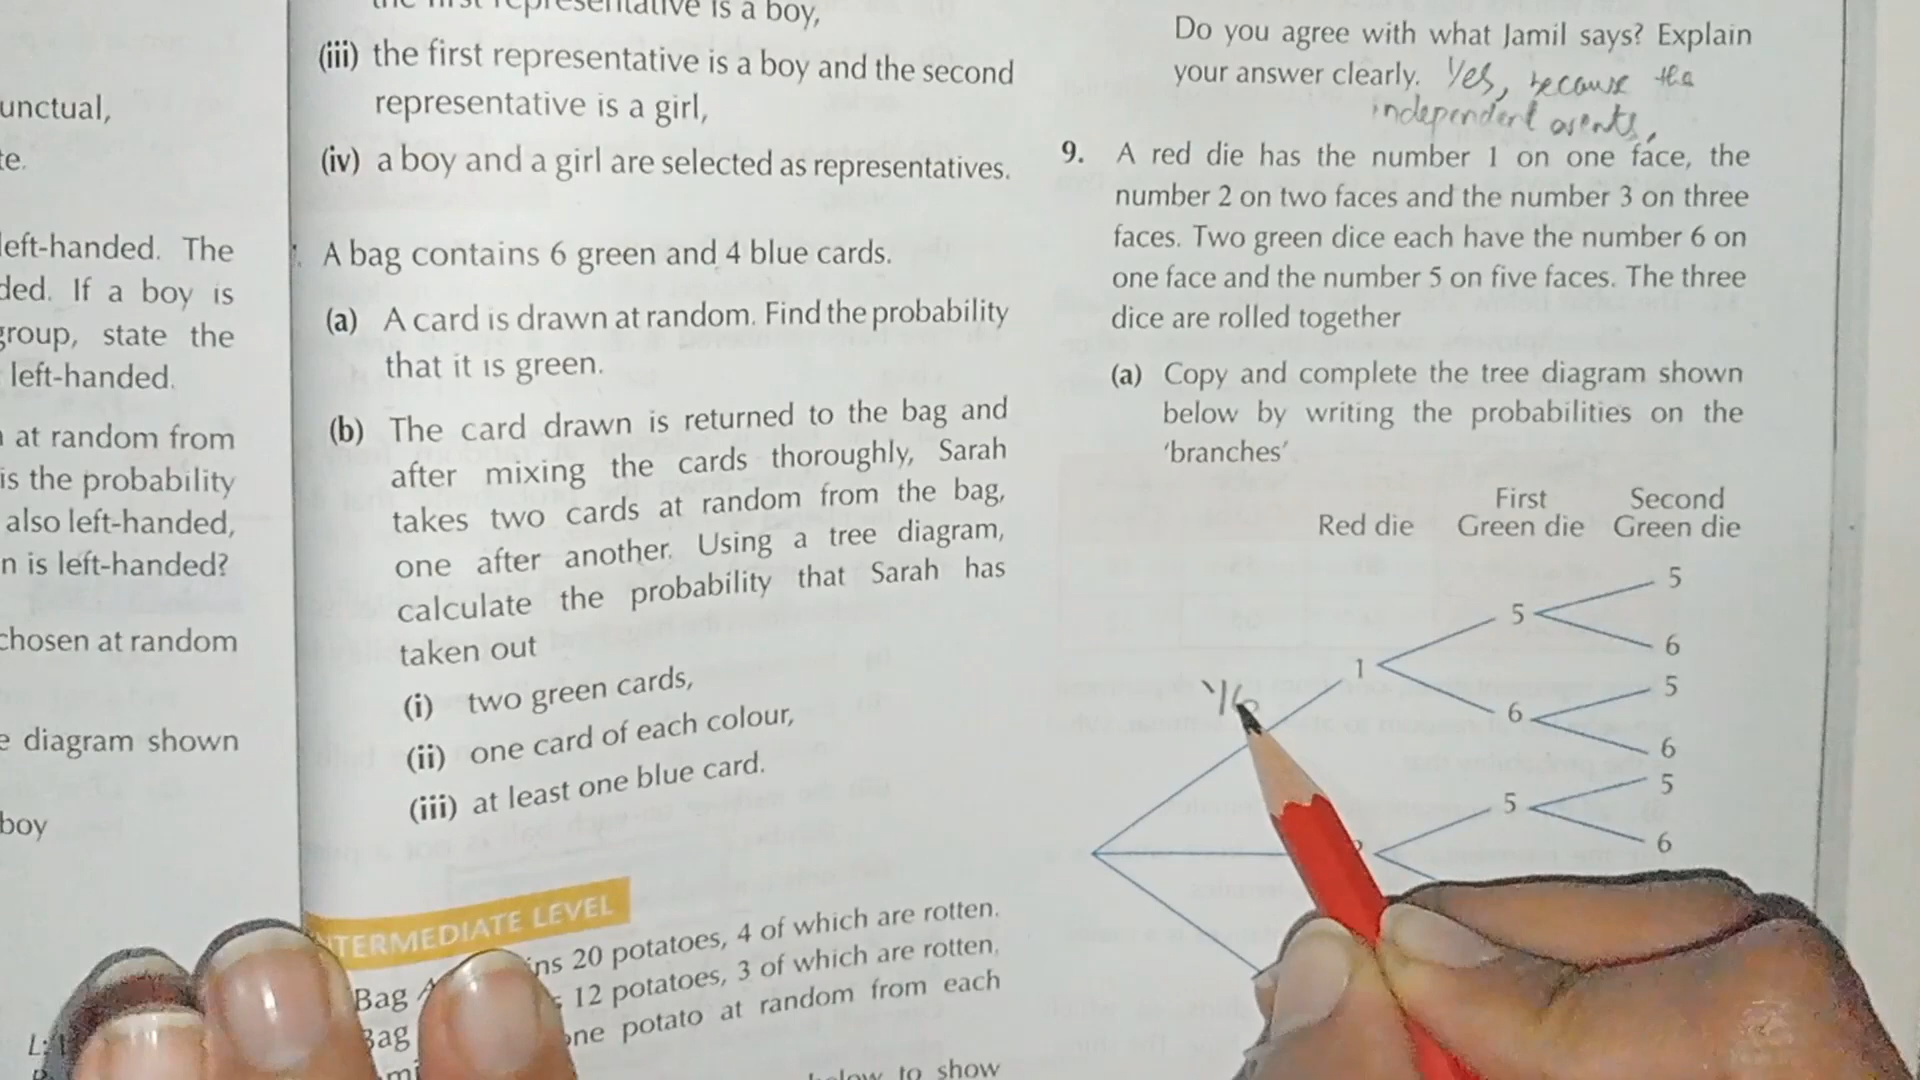 unctual,
te.
left-handed. The
ded. If a boy is
group, state the
left-handed.
at random from
is the probability
also left-handed,
n is left-handed?
chosen at random
e diagram shown
boy
representative is a boy,
(iii) the first representative is a boy and the second
representative is a girl,
(iv) a boy and a girl are selected as representatives.
A bag contains 6 green and 4 blue cards.
(a) A card is drawn at random. Find the probability
that it is green.
(b) The card drawn is returned to the bag and
after mixing the cards thoroughly, Sarah
takes two cards at random from the bag,
one after another. Using a tree diagram,
calculate the probability that Sarah has
taken out
(i) two green cards,
(ii) one card of each colour,
(iii) at least one blue card.
INTERMEDIATE LEVEL
Bag ns 20 potatoes, 4 of which are rotten.
Bag 12 potatoes, 3 of which are rotten,
one potato at random from each
below to show
Do you agree with what Jamil says? Explain
your answer clearly. Yes, because the
independent events,
9. A red die has the number 1 on one face, the
number 2 on two faces and the number 3 on three
faces. Two green dice each have the number 6 on
one face and the number 5 on five faces. The three
dice are rolled together
(a) Copy and complete the tree diagram shown
below by writing the probabilities on the
'branches'
First Second
Red die Green die Green die
5
5
6
1
5
1/6
6
6
5
5
6